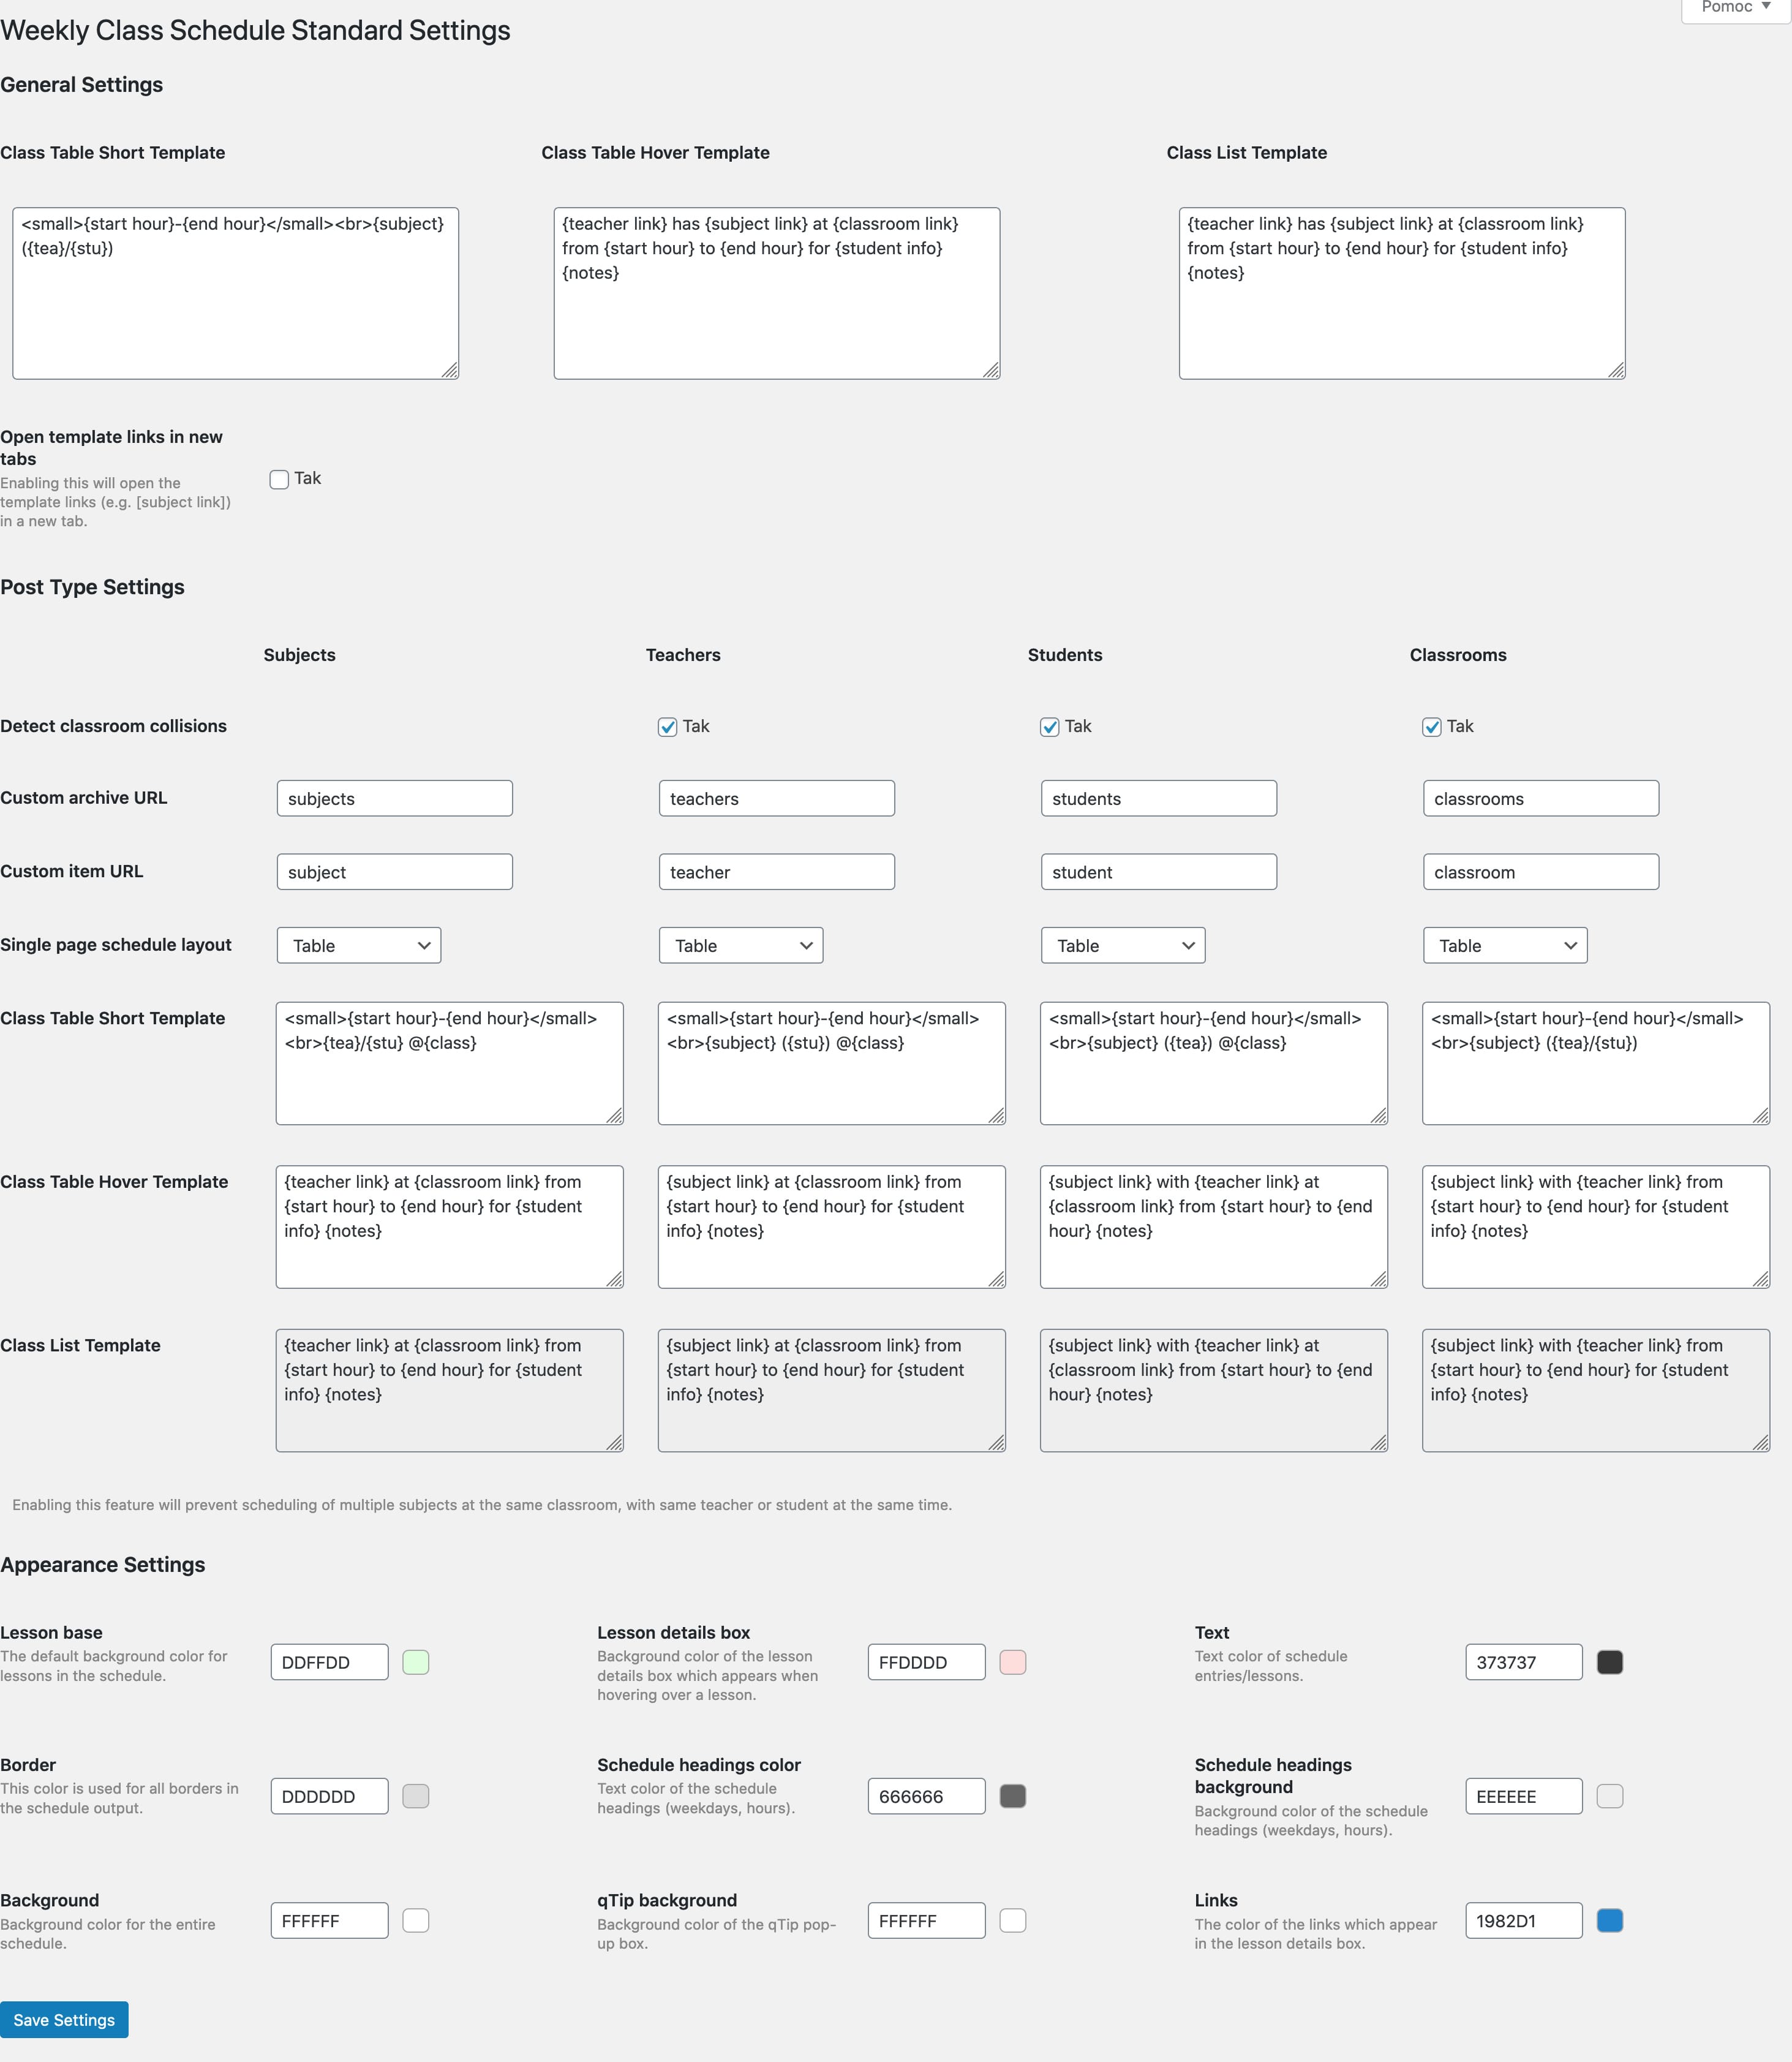 Pomoc ▼
Weekly Class Schedule Standard Settings
General Settings
Class Table Short Template
Class Table Hover Template
Class List Template
<small>{start hour}-{end hour}</small><br>{subject}
({tea}/{stu})
{teacher link} has {subject link} at {classroom link}
from {start hour} to {end hour} for {student info}
{notes}
{teacher link} has {subject link} at {classroom link}
from {start hour} to {end hour} for {student info}
{notes}
Open template links in new
tabs
Enabling this will open the
template links (e.g. [subject link])
in a new tab.
Tak
Post Type Settings
Subjects
Teachers
Students
Classrooms
Detect classroom collisions
Tak
Tak
Tak
Custom archive URL
subjects
teachers
students
classrooms
Custom item URL
subject
teacher
student
classroom
Single page schedule layout
Table
Table
Table
Table
Class Table Short Template
<small>{start hour}-{end hour}</small>
<br>{tea}/{stu} @{class}
<small>{start hour}-{end hour}</small>
<br>{subject} ({stu}) @{class}
<small>{start hour}-{end hour}</small>
<br>{subject} ({tea}) @{class}
<small>{start hour}-{end hour}</small>
<br>{subject} ({tea}/{stu})
Class Table Hover Template
{teacher link} at {classroom link} from
{start hour} to {end hour} for {student
info} {notes}
{subject link} at {classroom link} from
{start hour} to {end hour} for {student
info} {notes}
{subject link} with {teacher link} at
{classroom link} from {start hour} to {end
hour} {notes}
{subject link} with {teacher link} from
{start hour} to {end hour} for {student
info} {notes}
Class List Template
{teacher link} at {classroom link} from
{start hour} to {end hour} for {student
info} {notes}
{subject link} at {classroom link} from
{start hour} to {end hour} for {student
info} {notes}
{subject link} with {teacher link} at
{classroom link} from {start hour} to {end
hour} {notes}
{subject link} with {teacher link} from
{start hour} to {end hour} for {student
info} {notes}
Enabling this feature will prevent scheduling of multiple subjects at the same classroom, with same teacher or student at the same time.
Appearance Settings
Lesson base
The default background color for
lessons in the schedule.
DDFFDD
Lesson details box
Background color of the lesson
details box which appears when
hovering over a lesson.
FFDDDD
Text
Text color of schedule
entries/lessons.
373737
Border
This color is used for all borders in
the schedule output.
DDDDDD
Schedule headings color
Text color of the schedule
headings (weekdays, hours).
666666
Schedule headings
background
Background color of the schedule
headings (weekdays, hours).
EEEEEE
Background
Background color for the entire
schedule.
FFFFFF
qTip background
Background color of the qTip pop-
up box.
FFFFFF
Links
The color of the links which appear
in the lesson details box.
1982D1
Save Settings